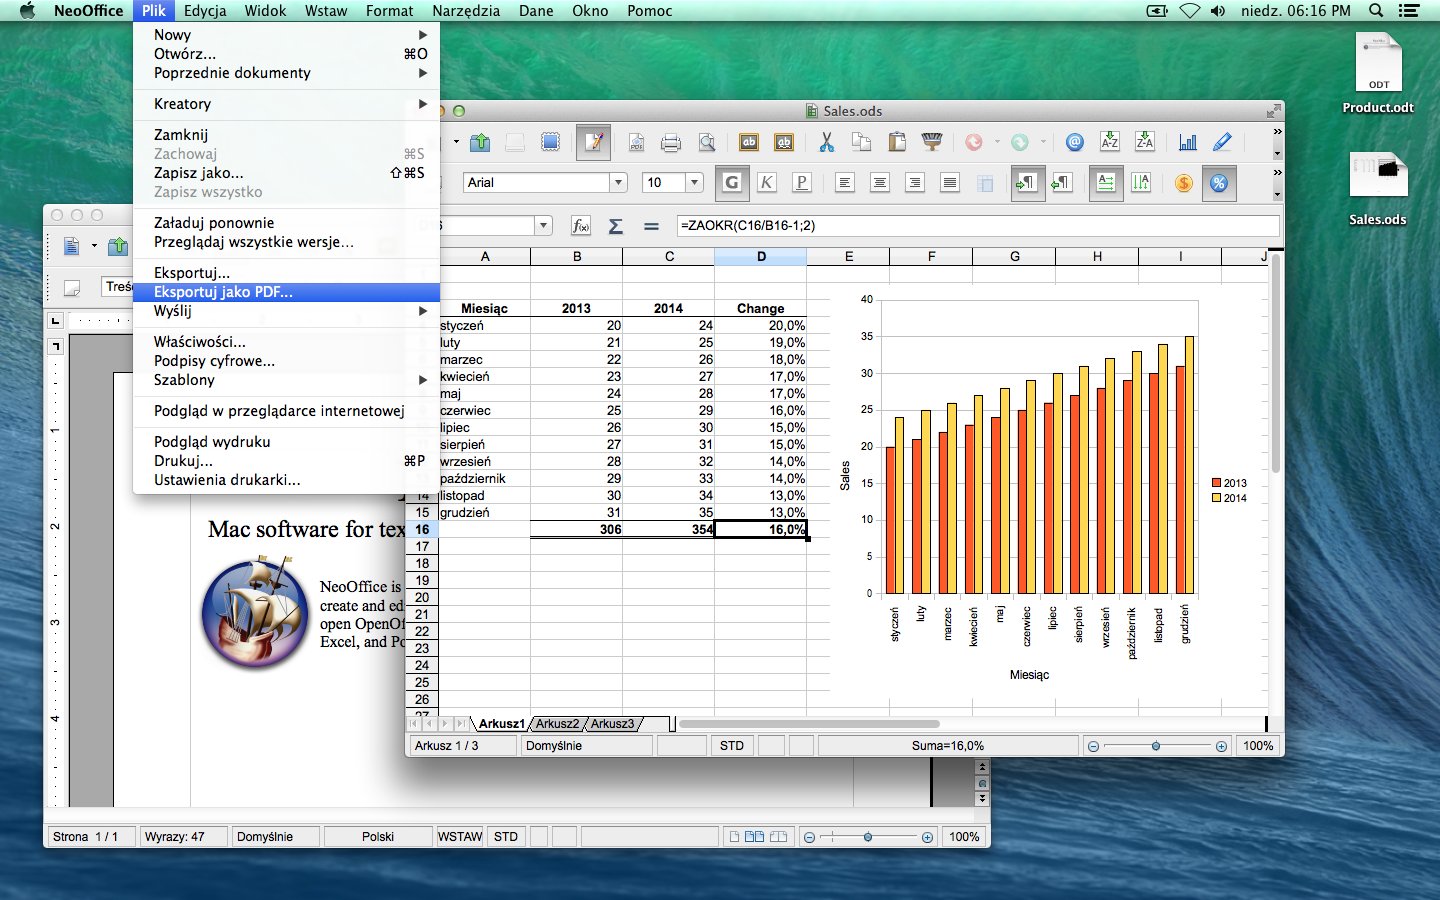 NeoOffice Plik Edycja Widok Wstaw Format Narzędzia Dane Okno Pomoc niedz. 06:16 PM
Nowy
Otwórz... ⌘O
Poprzednie dokumenty
Kreatory
Zamknij
Zachowaj ⌘S
Zapisz jako... ⇧⌘S
Zapisz wszystko
Załaduj ponownie
Przeglądaj wszystkie wersje...
Eksportuj...
Eksportuj jako PDF...
Wyślij
Właściwości...
Podpisy cyfrowe...
Szablony
Podgląd w przeglądarce internetowej
Podgląd wydruku
Drukuj... ⌘P
Ustawienia drukarki...
ODT
Product.odt
Sales.ods
Sales.ods
Arial 10 G K P
=ZAOKR(C16/B16-1;2)
A B C D E F G H I J
Miesiąc 2013 2014 Change
styczeń 20 24 20,0%
luty 21 25 19,0%
marzec 22 26 18,0%
kwiecień 23 27 17,0%
maj 24 28 17,0%
czerwiec 25 29 16,0%
lipiec 26 30 15,0%
sierpień 27 31 15,0%
wrzesień 28 32 14,0%
październik 29 33 14,0%
14 listopad 30 34 13,0%
15 grudzień 31 35 13,0%
16 306 354 16,0%
17
18
19
20
21
22
23
24
25
26
27
40
35
30
25
20
15
10
5
0
Sales
styczeń luty marzec kwiecień maj czerwiec lipiec sierpień wrzesień październik listopad grudzień
Miesiąc
2013
2014
Arkusz1 Arkusz2 Arkusz3
Arkusz 1 / 3 Domyślnie STD Suma=16,0% 100%
Treś
1
2
3
4
Mac software for tex
NeoOffice is
create and ed
open OpenOf
Excel, and Po
Strona 1 / 1 Wyrazy: 47 Domyślnie Polski WSTAW STD 100%